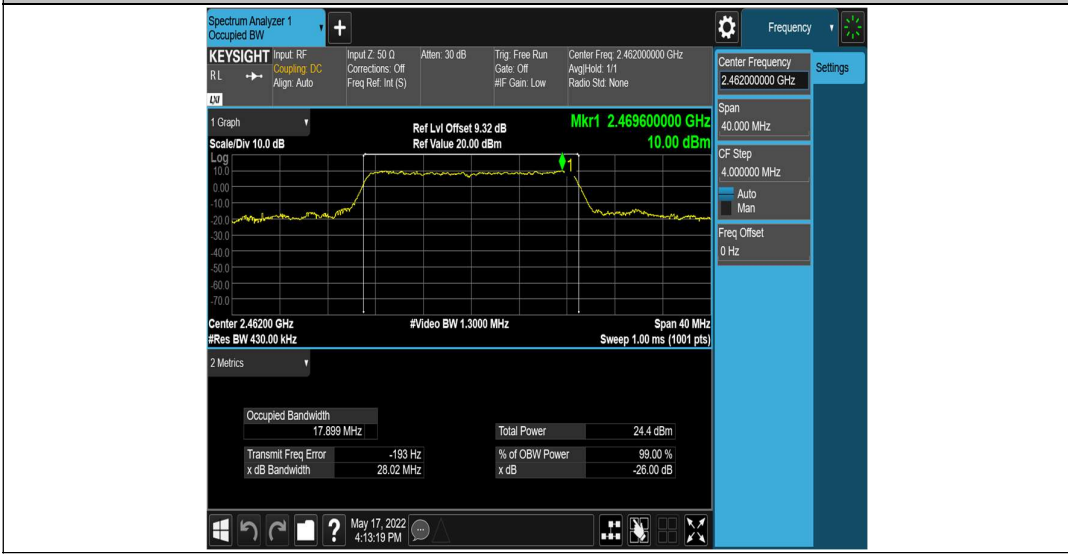 Spectrum Analyzer 1
Occupied BW
+
Frequency
KEYSIGHT
RL
LXI
Input: RF
Coupling: DC
Align: Auto
Input Z: 50 Ω
Corrections: Off
Freq Ref: Int (S)
Atten: 30 dB
Trig: Free Run
Gate: Off
#IF Gain: Low
Center Freq: 2.462000000 GHz
Avg|Hold: 1/1
Radio Std: None
Center Frequency
2.462000000 GHz
Settings
Span
40.000 MHz
CF Step
4.000000 MHz
Auto
Man
Freq Offset
0 Hz
1 Graph
Scale/Div 10.0 dB
Ref Lvl Offset 9.32 dB
Ref Value 20.00 dBm
Mkr1 2.469600000 GHz
10.00 dBm
Log
10.0
0.00
-10.0
-20.0
-30.0
-40.0
-50.0
-60.0
-70.0
1
Center 2.46200 GHz
#Video BW 1.3000 MHz
Span 40 MHz
#Res BW 430.00 kHz
Sweep 1.00 ms (1001 pts)
2 Metrics
Occupied Bandwidth
17.899 MHz
Total Power 24.4 dBm
Transmit Freq Error -193 Hz
% of OBW Power 99.00 %
x dB Bandwidth 28.02 MHz
x dB -26.00 dB
?
May 17, 2022
4:13:19 PM